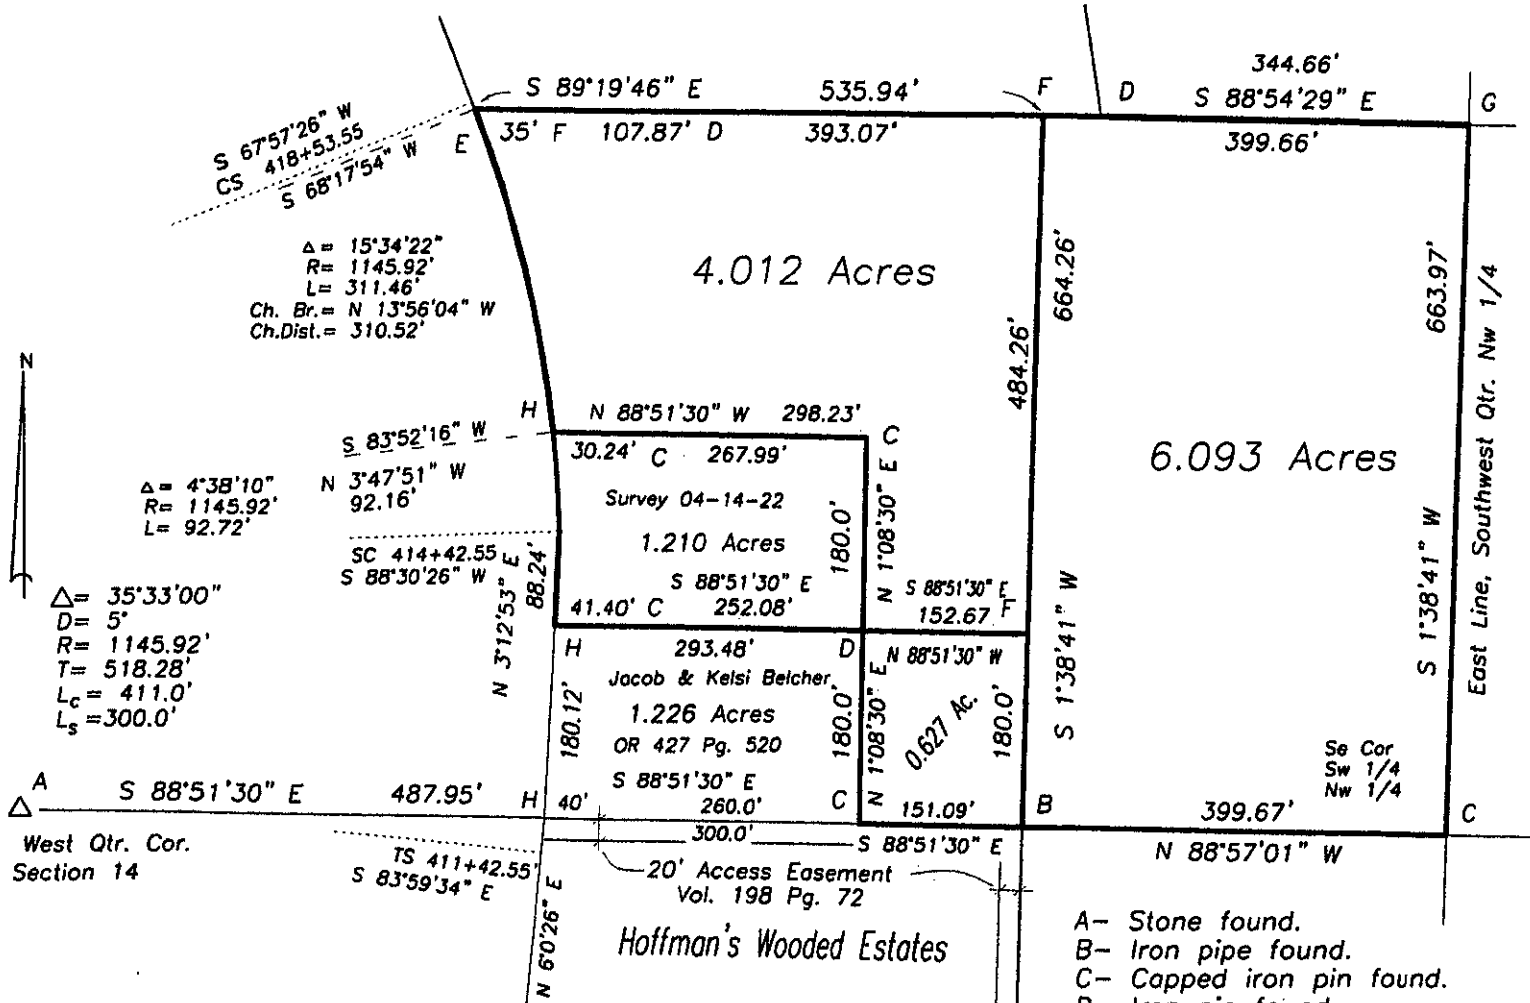 344.66'
S 89°19'46" E 535.94' F D S 88°54'29" E G
E 35' F 107.87' D 393.07' 399.66'
S 67°57'26" W
CS 418+53.55
S 68°17'54" W
Δ= 15°34'22"
R= 1145.92'
L= 311.46'
Ch. Br.= N 13°56'04" W
Ch.Dist.= 310.52'
4.012 Acres
664.26'
484.26'
663.97'
East Line, Southwest Qtr. Nw 1/4
N
H N 88°51'30" W 298.23' C
S 83°52'16" W
30.24' C 267.99'
6.093 Acres
N 3°47'51" W
92.16'
Δ= 4°38'10"
R= 1145.92'
L= 92.72'
Survey 04-14-22
1.210 Acres
180.0'
N 1°08'30" E
SC 414+42.55
S 88°30'26" W
N 3°12'53" E
88.24'
S 88°51'30" E
41.40' C 252.08'
S 88°51'30" E
152.67 F
S 1°38'41" W
S 1°38'41" W
Δ= 35°33'00"
D= 5°
R= 1145.92'
T= 518.28'
Lc = 411.0'
Ls =300.0'
H 293.48' D
N 88°51'30" W
Jacob & Kelsi Belcher
1.226 Acres
OR 427 Pg. 520
180.12'
180.0'
N 1°08'30" E
0.627 Ac.
180.0'
Se Cor
Sw 1/4
Nw 1/4
A S 88°51'30" E 487.95' H 40'
S 88°51'30" E
260.0' C 151.09' B 399.67' C
300.0' S 88°51'30" E N 88°57'01" W
West Qtr. Cor.
Section 14
TS 411+42.55'
S 83°59'34" E
20' Access Easement
Vol. 198 Pg. 72
N 6°0'26" E
Hoffman's Wooded Estates
A- Stone found.
B- Iron pipe found.
C- Capped iron pin found.
D- Iron pin found.